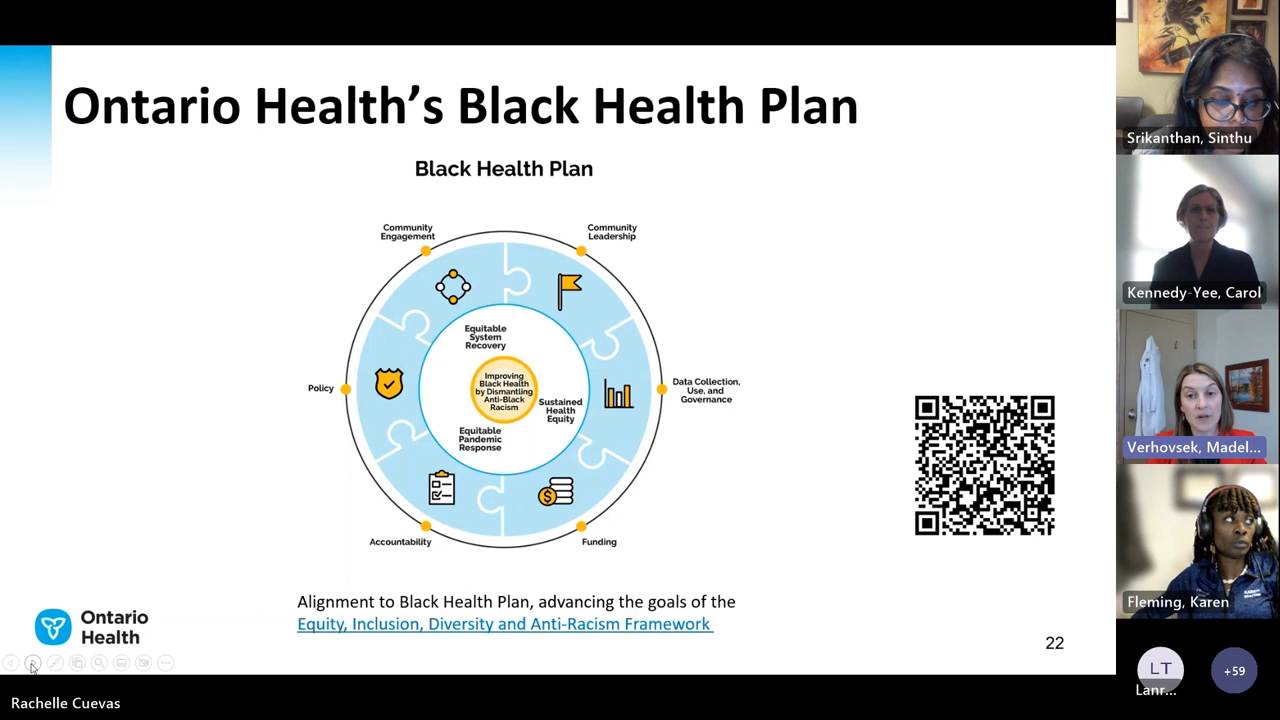 Ontario Health’s Black Health Plan
Black Health Plan
Community
Engagement
Community
Leadership
Equitable
System
Recovery
Policy
Improving
Black Health
by Dismantling
Anti-Black
Racism
Data Collection,
Use, and
Governance
Sustained
Health
Equity
Equitable
Pandemic
Response
Accountability
Funding
Alignment to Black Health Plan, advancing the goals of the
Equity, Inclusion, Diversity and Anti-Racism Framework
Ontario
Health
22
Rachelle Cuevas
Srikanthan, Sinthu
Kennedy-Yee, Carol
Verhovsek, Madel...
Fleming, Karen
LT
Lanr...
+59